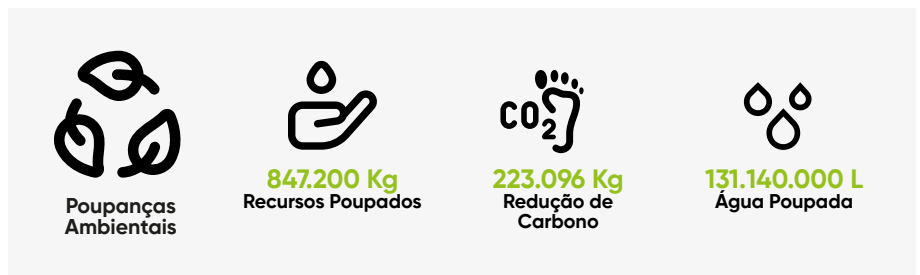 Poupanças
Ambientais
847.200 Kg
Recursos Poupados
CO2
223.096 Kg
Redução de
Carbono
131.140.000 L
Água Poupada